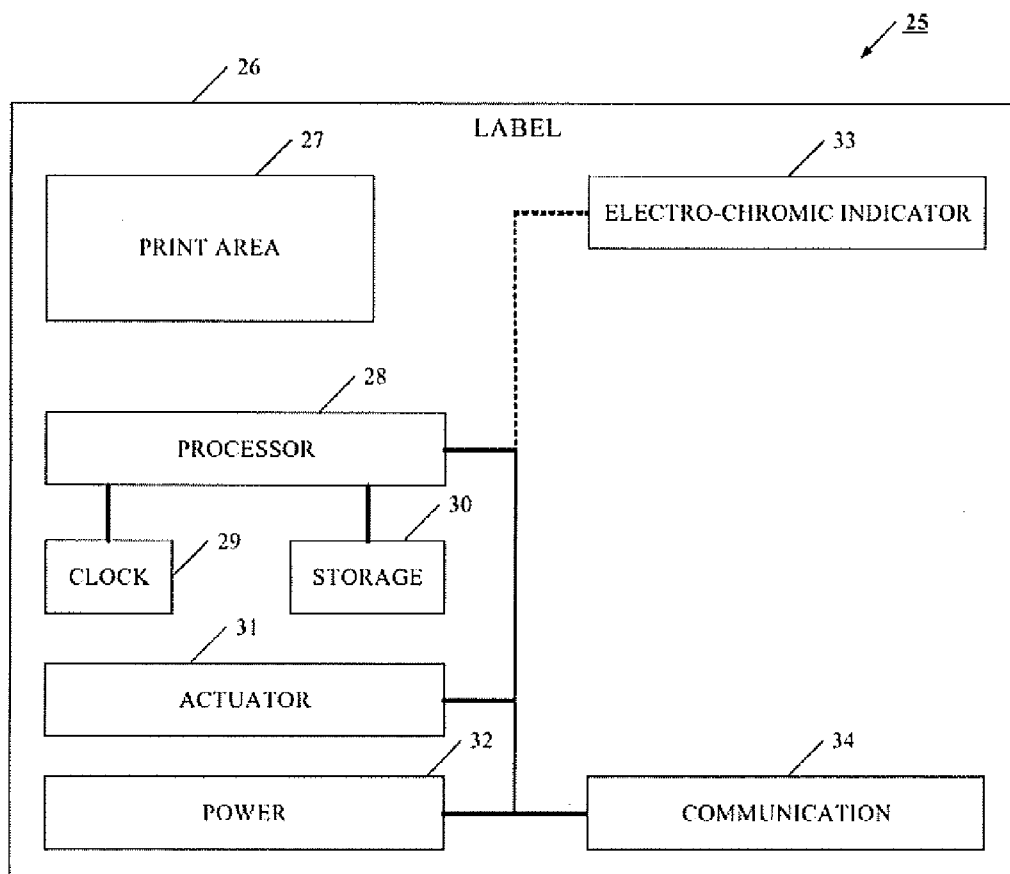 25
26
LABEL
27
33
PRINT AREA
ELECTRO-CHROMIC INDICATOR
28
PROCESSOR
30
29
CLOCK
STORAGE
31
ACTUATOR
32
34
POWER
COMMUNICATION